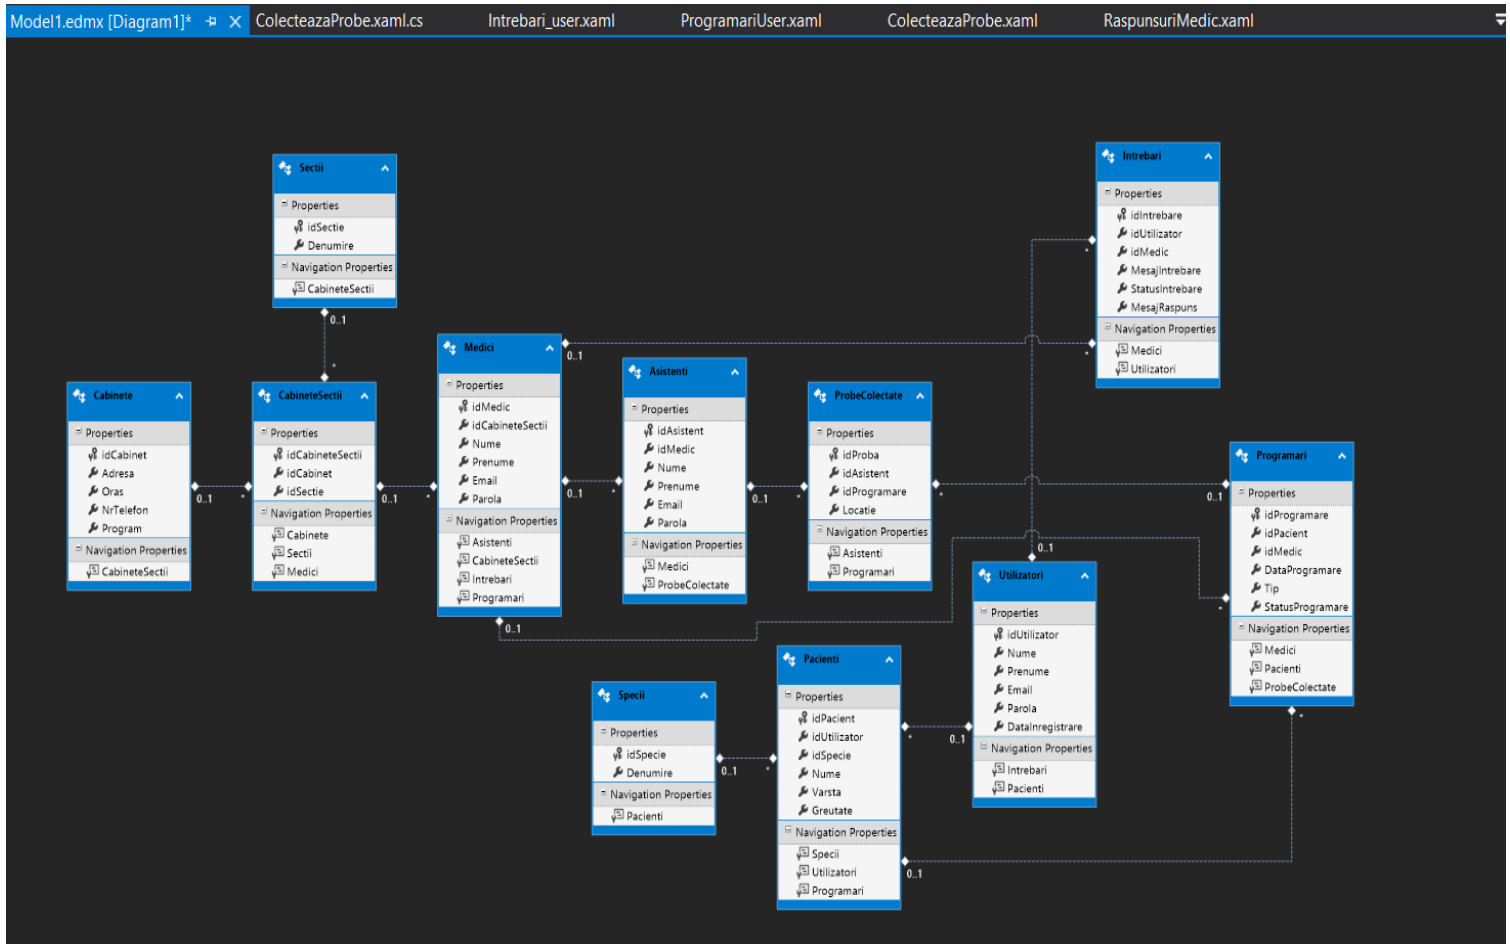 Model1.edmx [Diagram1]*
ColecteazaProbe.xaml.cs
Intrebari_user.xaml
ProgramariUser.xaml
ColecteazaProbe.xaml
RaspunsuriMedic.xaml
Sectii
Properties
idSectie
Denumire
Navigation Properties
CabineteSectii
0..1
*
Cabinete
Properties
idCabinet
Adresa
Oras
NrTelefon
Program
Navigation Properties
CabineteSectii
0..1
*
CabineteSectii
Properties
idCabineteSectii
idCabinet
idSectie
Navigation Properties
Cabinete
Sectii
Medici
0..1
*
Medici
Properties
idMedic
idCabineteSectii
Nume
Prenume
Email
Parola
Navigation Properties
Asistenti
CabineteSectii
Intrebari
Programari
0..1
*
0..1
*
0..1
*
Asistenti
Properties
idAsistent
idMedic
Nume
Prenume
Email
Parola
Navigation Properties
Medici
ProbeColectate
0..1
*
ProbeColectate
Properties
idProba
idAsistent
idProgramare
Locatie
Navigation Properties
Asistenti
Programari
*
0..1
Intrebari
Properties
idIntrebare
idUtilizator
idMedic
MesajIntrebare
StatusIntrebare
MesajRaspuns
Navigation Properties
Medici
Utilizatori
*
0..1
Programari
Properties
idProgramare
idPacient
idMedic
DataProgramare
Tip
StatusProgramare
Navigation Properties
Medici
Pacienti
ProbeColectate
*
Utilizatori
Properties
idUtilizator
Nume
Prenume
Email
Parola
DataInregistrare
Navigation Properties
Intrebari
Pacienti
*
0..1
Pacienti
Properties
idPacient
idUtilizator
idSpecie
Nume
Varsta
Greutate
Navigation Properties
Specii
Utilizatori
Programari
0..1
Specii
Properties
idSpecie
Denumire
Navigation Properties
Pacienti
0..1
*